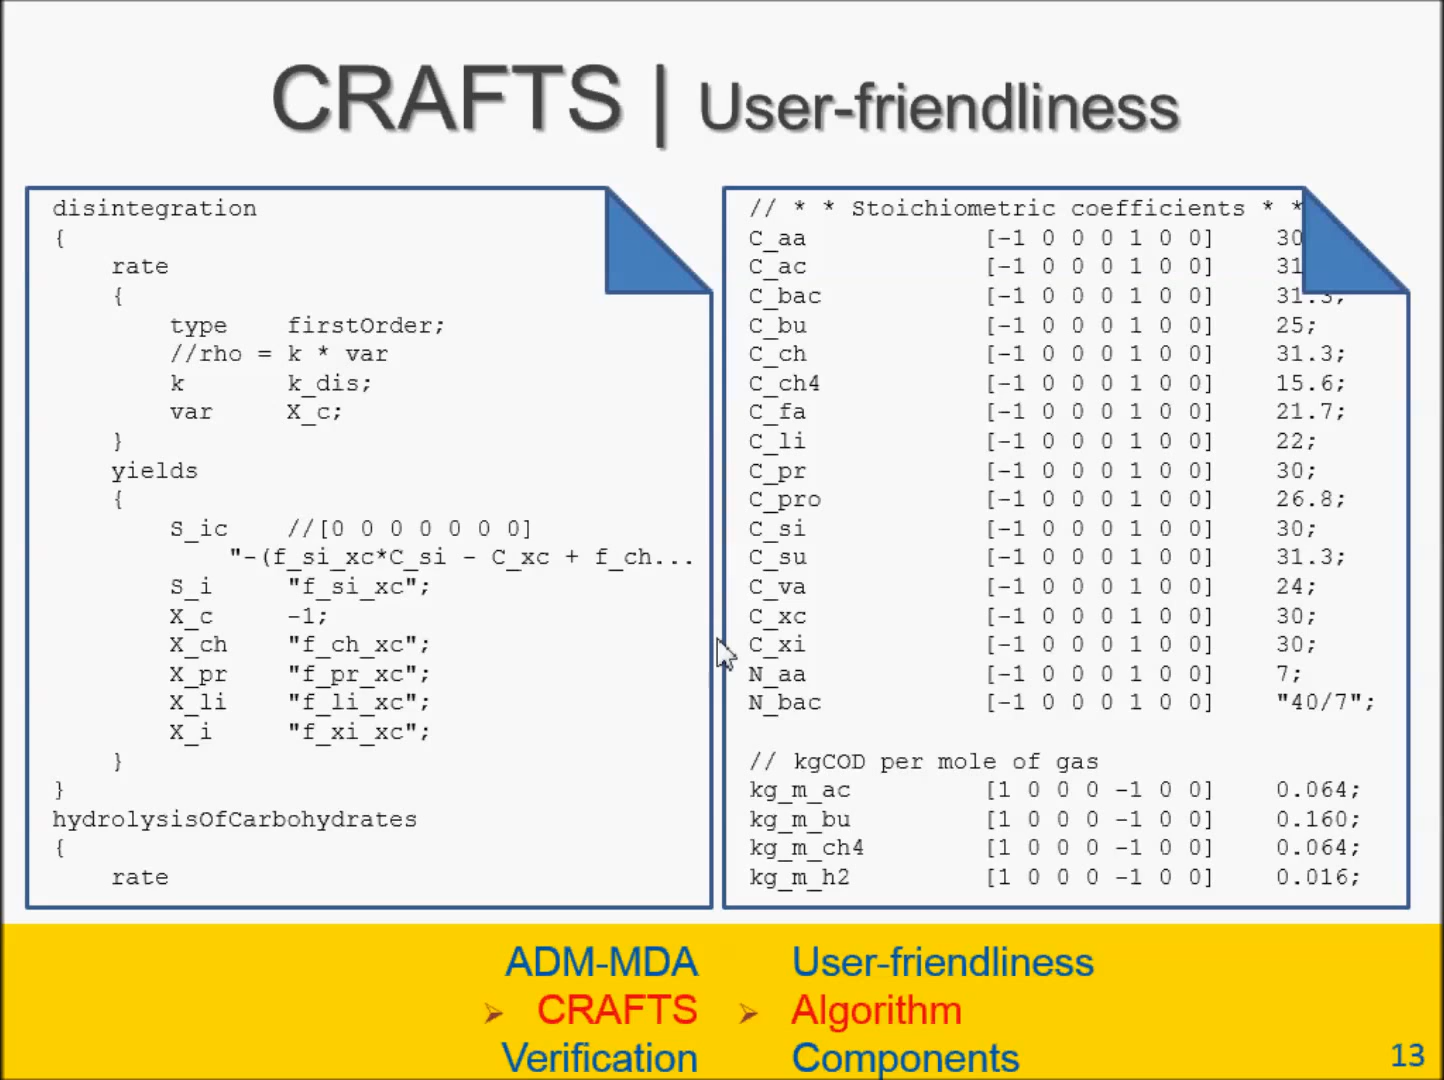 CRAFTS | User-friendliness
disintegration
{
    rate
    {
        type    firstOrder;
        //rho = k * var
        k       k_dis;
        var     X_c;
    }
    yields
    {
        S_ic    //[0 0 0 0 0 0 0]
            "-(f_si_xc*C_si - C_xc + f_ch...
        S_i     "f_si_xc";
        X_c     -1;
        X_ch    "f_ch_xc";
        X_pr    "f_pr_xc";
        X_li    "f_li_xc";
        X_i     "f_xi_xc";
    }
}
hydrolysisOfCarbohydrates
{
    rate
// * * Stoichiometric coefficients * *
C_aa            [-1 0 0 0 1 0 0]    30
C_ac            [-1 0 0 0 1 0 0]    31
C_bac           [-1 0 0 0 1 0 0]    31.3;
C_bu            [-1 0 0 0 1 0 0]    25;
C_ch            [-1 0 0 0 1 0 0]    31.3;
C_ch4           [-1 0 0 0 1 0 0]    15.6;
C_fa            [-1 0 0 0 1 0 0]    21.7;
C_li            [-1 0 0 0 1 0 0]    22;
C_pr            [-1 0 0 0 1 0 0]    30;
C_pro           [-1 0 0 0 1 0 0]    26.8;
C_si            [-1 0 0 0 1 0 0]    30;
C_su            [-1 0 0 0 1 0 0]    31.3;
C_va            [-1 0 0 0 1 0 0]    24;
C_xc            [-1 0 0 0 1 0 0]    30;
C_xi            [-1 0 0 0 1 0 0]    30;
N_aa            [-1 0 0 0 1 0 0]    7;
N_bac           [-1 0 0 0 1 0 0]    "40/7";
// kgCOD per mole of gas
kg_m_ac         [1 0 0 0 -1 0 0]    0.064;
kg_m_bu         [1 0 0 0 -1 0 0]    0.160;
kg_m_ch4        [1 0 0 0 -1 0 0]    0.064;
kg_m_h2         [1 0 0 0 -1 0 0]    0.016;
ADM-MDA
CRAFTS
Verification
User-friendliness
Algorithm
Components
13